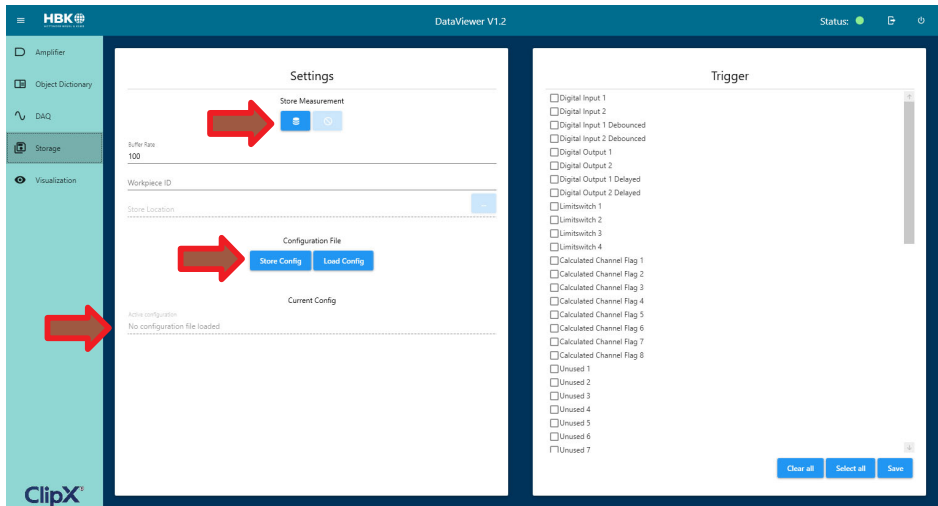 HBK
DataViewer V1.2
Status:
Amplifier
Object Dictionary
DAQ
Storage
Visualization
ClipX
Settings
Store Measurement
Buffer Rate
100
Workpiece ID
Store Location
...
Configuration File
Store Config Load Config
Current Config
Active configuration
No configuration file loaded
Trigger
Digital Input 1
Digital Input 2
Digital Input 1 Debounced
Digital Input 2 Debounced
Digital Output 1
Digital Output 2
Digital Output 1 Delayed
Digital Output 2 Delayed
Limitswitch 1
Limitswitch 2
Limitswitch 3
Limitswitch 4
Calculated Channel Flag 1
Calculated Channel Flag 2
Calculated Channel Flag 3
Calculated Channel Flag 4
Calculated Channel Flag 5
Calculated Channel Flag 6
Calculated Channel Flag 7
Calculated Channel Flag 8
Unused 1
Unused 2
Unused 3
Unused 4
Unused 5
Unused 6
Unused 7
Clear all Select all Save